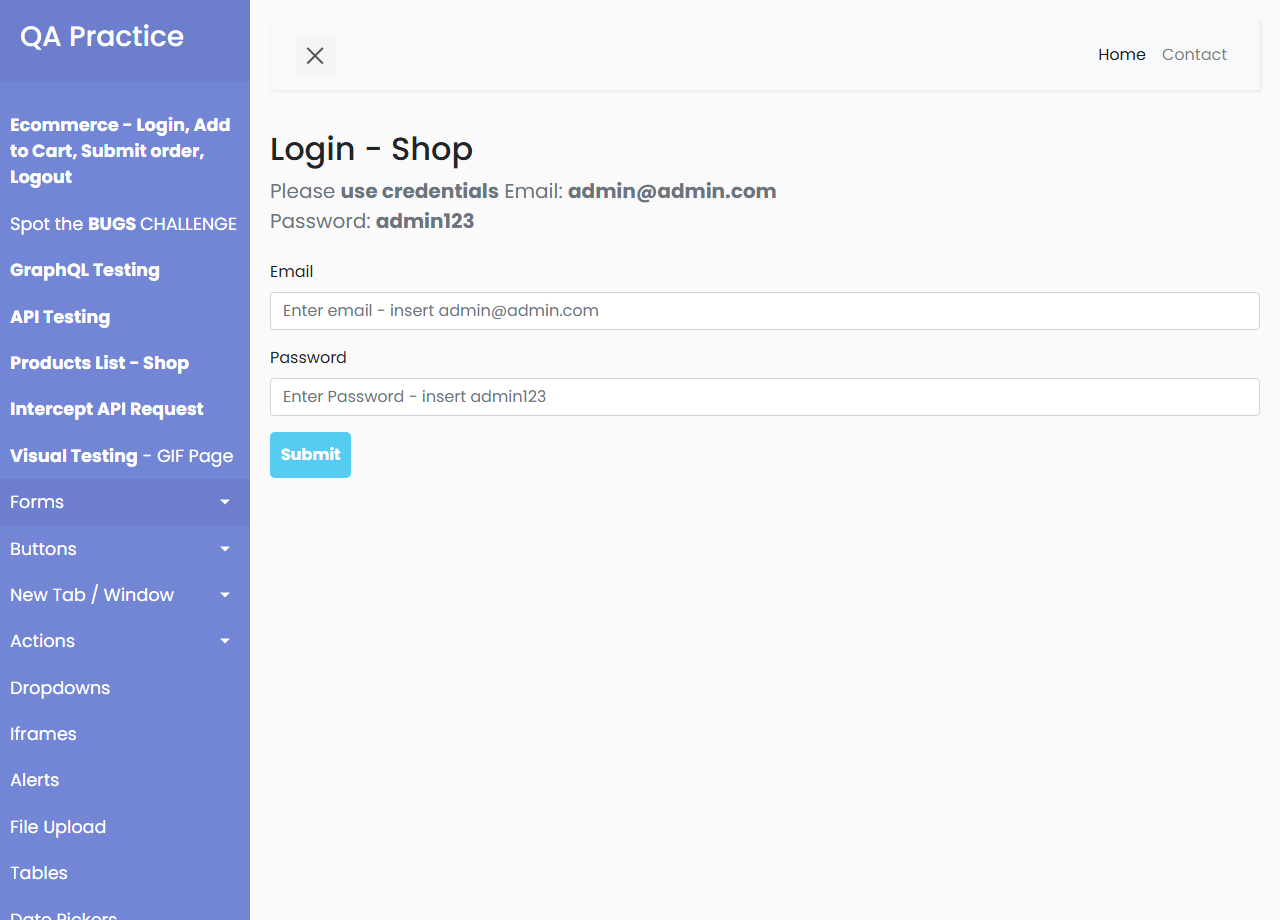 QA Practice
Ecommerce - Login, Add
to Cart, Submit order,
Logout
Spot the BUGS CHALLENGE
GraphQL Testing
API Testing
Products List - Shop
Intercept API Request
Visual Testing - GIF Page
Forms
Buttons
New Tab / Window
Actions
Dropdowns
Iframes
Alerts
File Upload
Tables
Date Pickers
Home Contact
Login - Shop
Please use credentials Email: admin@admin.com
Password: admin123
Email
Enter email - insert admin@admin.com
Password
Enter Password - insert admin123
Submit